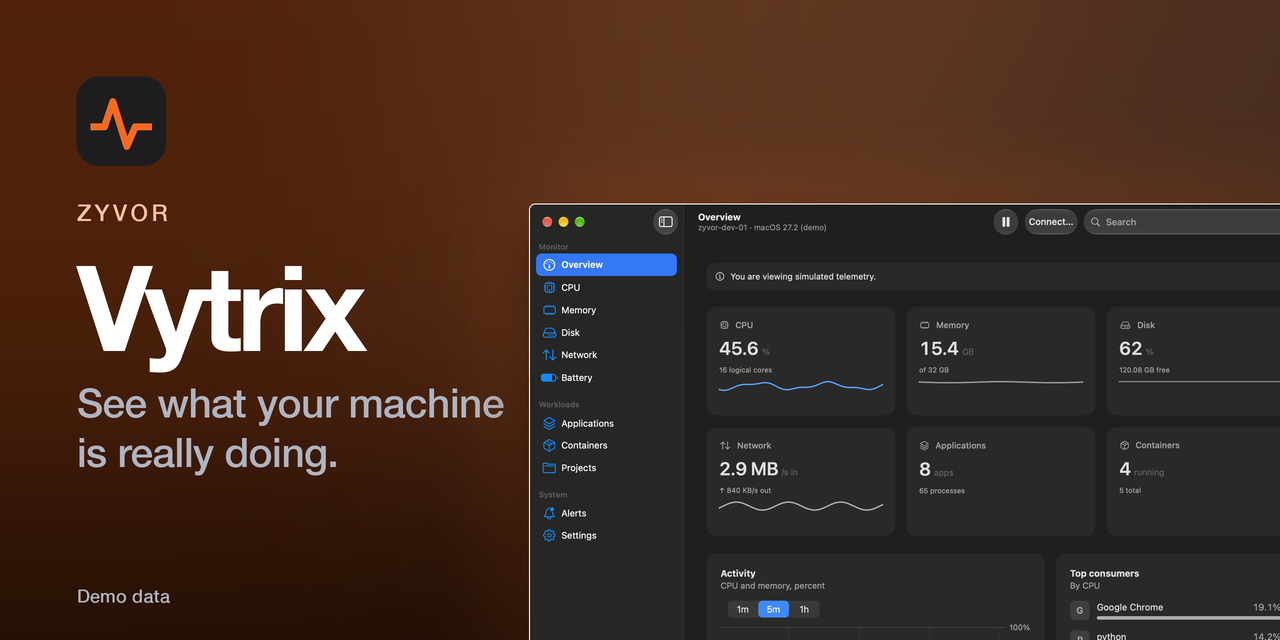 ZYVOR
Vytrix
See what your machine
is really doing.
Demo data
Overview
zyvor-dev-01 · macOS 27.2 (demo)
Connect...
Search
Monitor
Overview
CPU
Memory
Disk
Network
Battery
Workloads
Applications
Containers
Projects
System
Alerts
Settings
You are viewing simulated telemetry.
CPU
45.6 %
16 logical cores
Memory
15.4 GB
of 32 GB
Disk
62 %
120.08 GB free
Network
2.9 MB /s in
↑ 840 KB/s out
Applications
8 apps
65 processes
Containers
4 running
5 total
Activity
CPU and memory, percent
1m 5m 1h
100%
Top consumers
By CPU
G Google Chrome 19.1%
python 14.2%